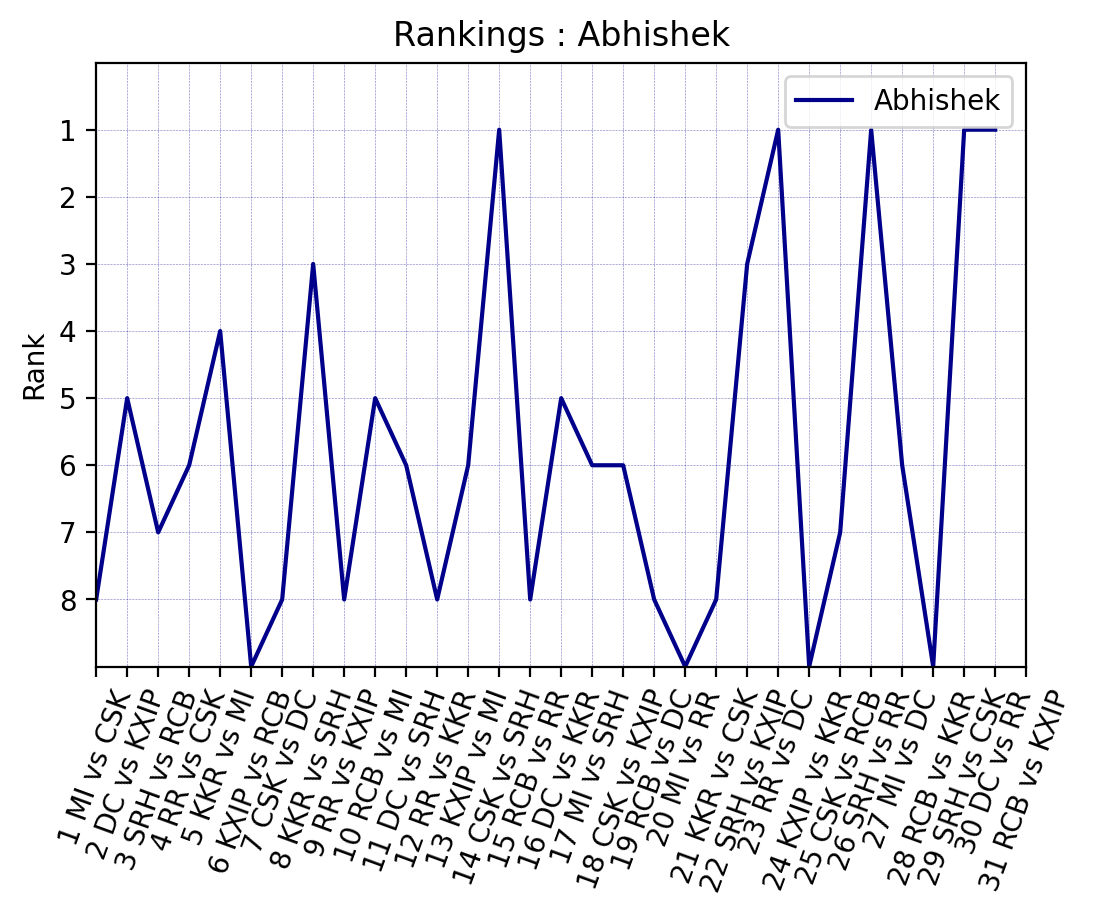 Rankings : Abhishek
Abhishek
1
2
3
4
5
6
7
8
Rank
1 MI vs CSK
2 DC vs KXIP
3 SRH vs RCB
4 RR vs CSK
5 KKR vs MI
6 KXIP vs RCB
7 CSK vs DC
8 KKR vs SRH
9 RR vs KXIP
10 RCB vs MI
11 DC vs SRH
12 RR vs KKR
13 KXIP vs MI
14 CSK vs SRH
15 RCB vs RR
16 DC vs KKR
17 MI vs SRH
18 CSK vs KXIP
19 RCB vs DC
20 MI vs RR
21 KKR vs CSK
22 SRH vs KXIP
23 RR vs DC
24 KXIP vs KKR
25 CSK vs RCB
26 SRH vs RR
27 MI vs DC
28 RCB vs KKR
29 SRH vs CSK
30 DC vs RR
31 RCB vs KXIP